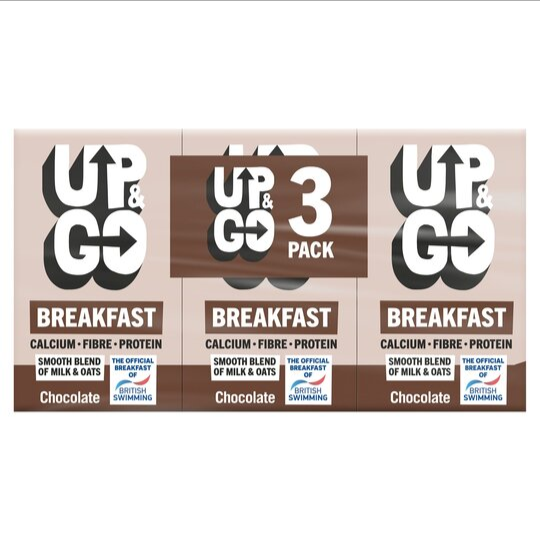 UP&
GO
BREAKFAST
CALCIUM • FIBRE • PROTEIN
SMOOTH BLEND
OF MILK & OATS
Chocolate
THE OFFICIAL
BREAKFAST
OF
BRITISH
SWIMMING
UP&
GO
3
PACK
BREAKFAST
CALCIUM • FIBRE • PROTEIN
SMOOTH BLEND
OF MILK & OATS
Chocolate
THE OFFICIAL
BREAKFAST
OF
BRITISH
SWIMMING
UP&
GO
BREAKFAST
CALCIUM • FIBRE • PROTEIN
SMOOTH BLEND
OF MILK & OATS
Chocolate
THE OFFICIAL
BREAKFAST
OF
BRITISH
SWIMMING